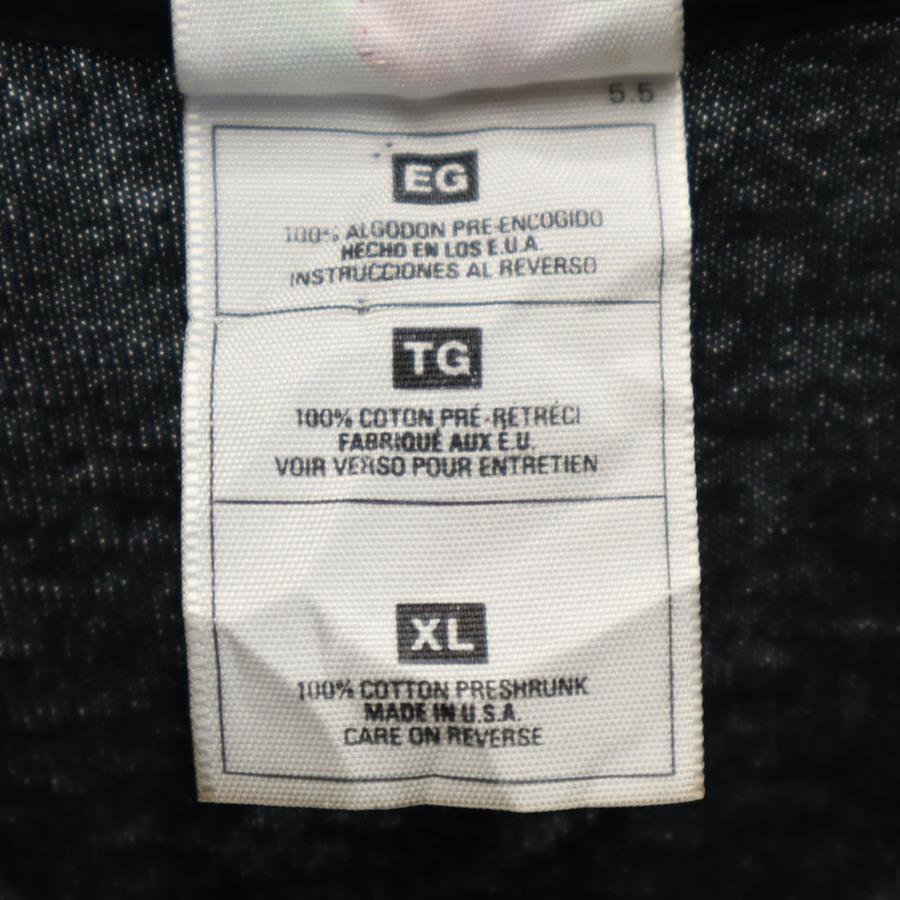 5.5
EG
100% ALGODON PRE-ENCOGIDO
HECHO EN LOS E.U.A.
INSTRUCCIONES AL REVERSO
TG
100% COTON PRÉ-RÉTRÉCI
FABRIQUÉ AUX É.U.
VOIR VERSO POUR ENTRETIEN
XL
100% COTTON PRESHRUNK
MADE IN U.S.A.
CARE ON REVERSE